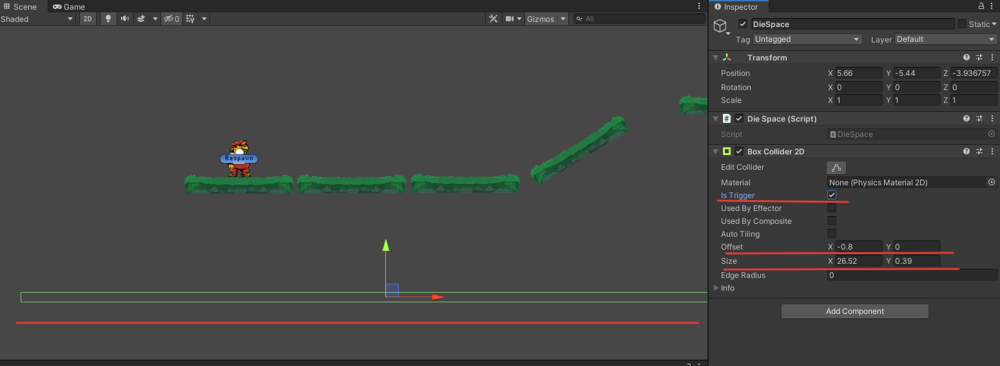 Scene Game
Shaded 2D 0 Gizmos All
Respawn
Inspector
DieSpace Static
Tag Untagged Layer Default
Transform
Position X 5.66 Y -5.44 Z -3.936757
Rotation X 0 Y 0 Z 0
Scale X 1 Y 1 Z 1
# Die Space (Script)
Script DieSpace
Box Collider 2D
Edit Collider
Material None (Physics Material 2D)
Is Trigger
Used By Effector
Used By Composite
Auto Tiling
Offset X -0.8 Y 0
Size X 26.52 Y 0.39
Edge Radius 0
Info
Add Component